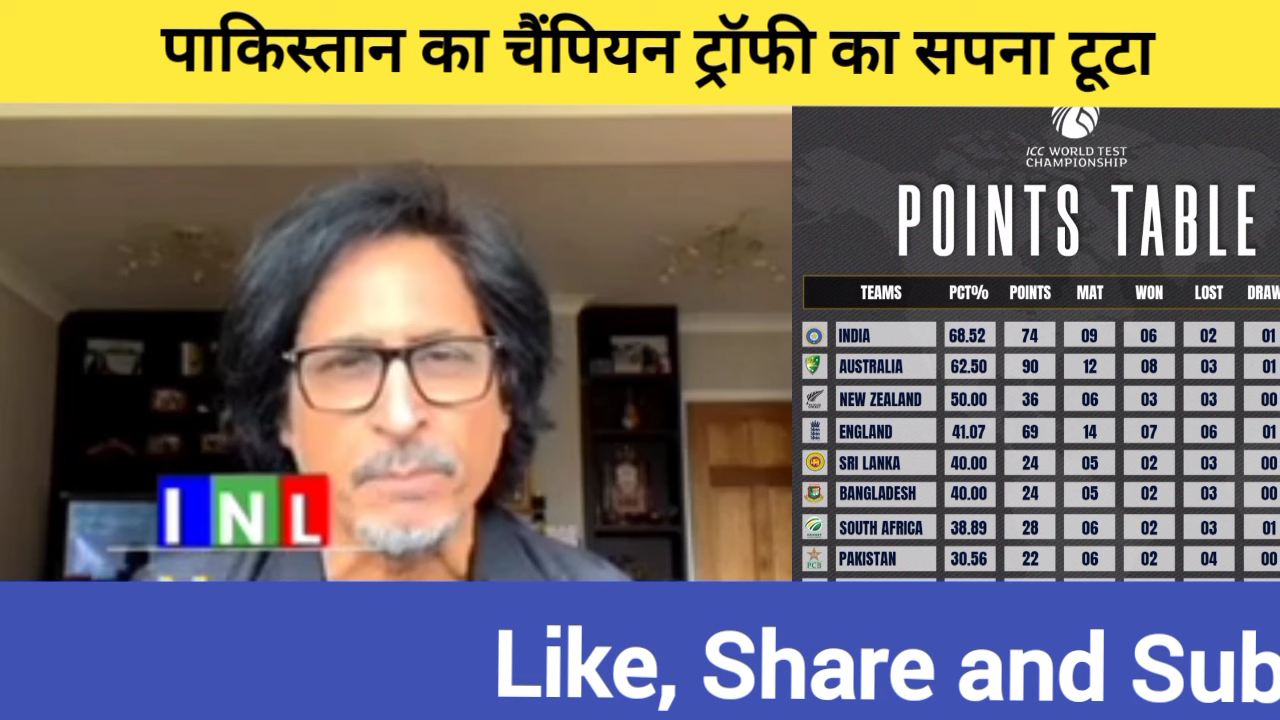 पाकिस्तान का चैंपियन ट्रॉफी का सपना टूटा
ICC WORLD TEST
CHAMPIONSHIP
POINTS TABLE
TEAMS PCT% POINTS MAT WON LOST DRAW
INDIA 68.52 74 09 06 02 01
AUSTRALIA 62.50 90 12 08 03 01
NEW ZEALAND 50.00 36 06 03 03 00
ENGLAND 41.07 69 14 07 06 01
SRI LANKA 40.00 24 05 02 03 00
BANGLADESH 40.00 24 05 02 03 00
SOUTH AFRICA 38.89 28 06 02 03 01
PCB PAKISTAN 30.56 22 06 02 04 00
INL
Like, Share and Sub